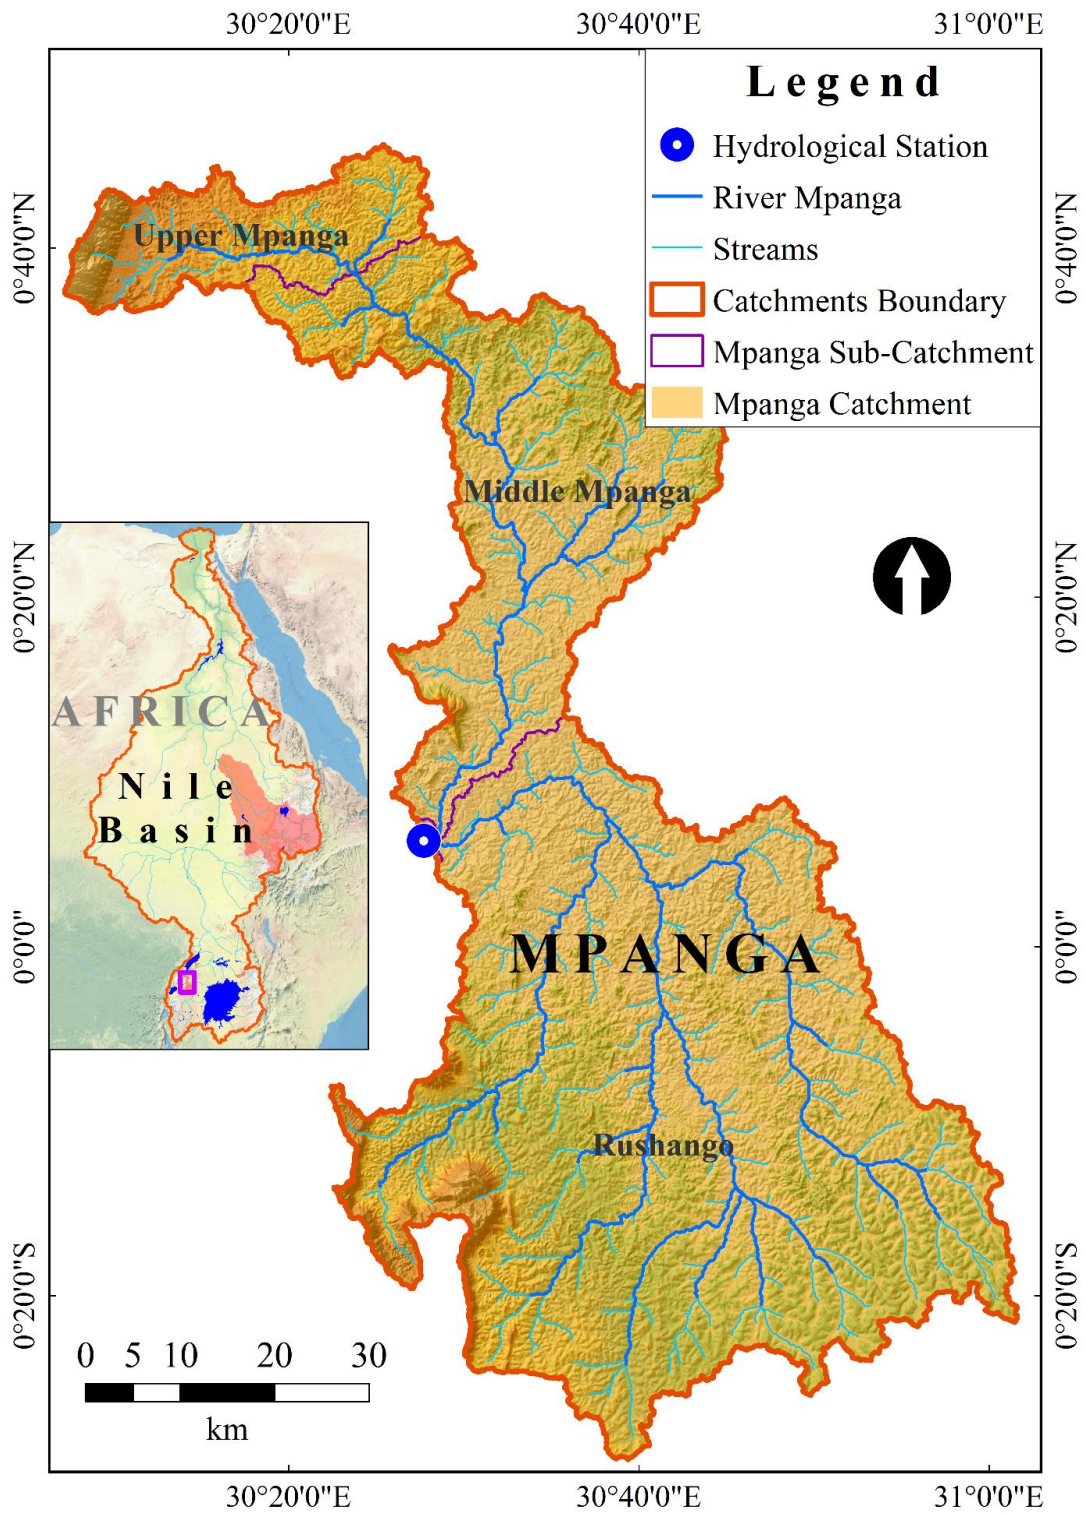 30°20'0"E
30°40'0"E
31°0'0"E
Legend
Hydrological Station
River Mpanga
Streams
Catchments Boundary
Mpanga Sub-Catchment
Mpanga Catchment
0°40'0"N
0°40'0"N
Upper Mpanga
Middle Mpanga
0°20'0"N
0°20'0"N
AFRICA
Nile
Basin
0°0'0"
0°0'0"
MPANGA
Rushango
0°20'0"S
0°20'0"S
0 5 10 20 30
km
30°20'0"E
30°40'0"E
31°0'0"E